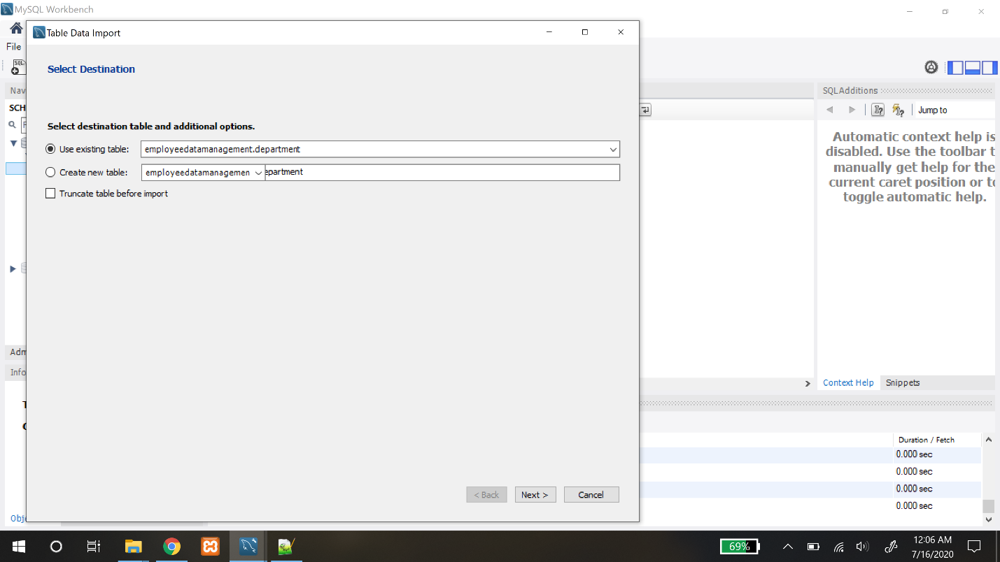 MySQL Workbench
Table Data Import
File
Select Destination
Nav
SQLAdditions
SCH
Jump to
Select destination table and additional options.
Automatic context help is
disabled. Use the toolbar t
manually get help for the
current caret position or to
toggle automatic help.
Use existing table:
employeedatamanagement.department
Create new table:
employeedatamanagemen
epartment
Truncate table before import
Adm
Info
Context Help
Snippets
Duration / Fetch
0.000 sec
0.000 sec
0.000 sec
0.000 sec
< Back
Next >
Cancel
Obje
69%
12:06 AM
7/16/2020